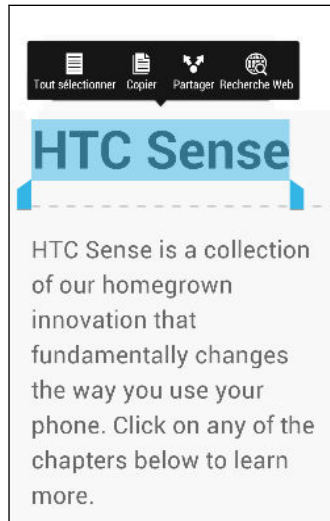 Tout sélectionner Copier Partager Recherche Web
HTC Sense
HTC Sense is a collection
of our homegrown
innovation that
fundamentally changes
the way you use your
phone. Click on any of the
chapters below to learn
more.